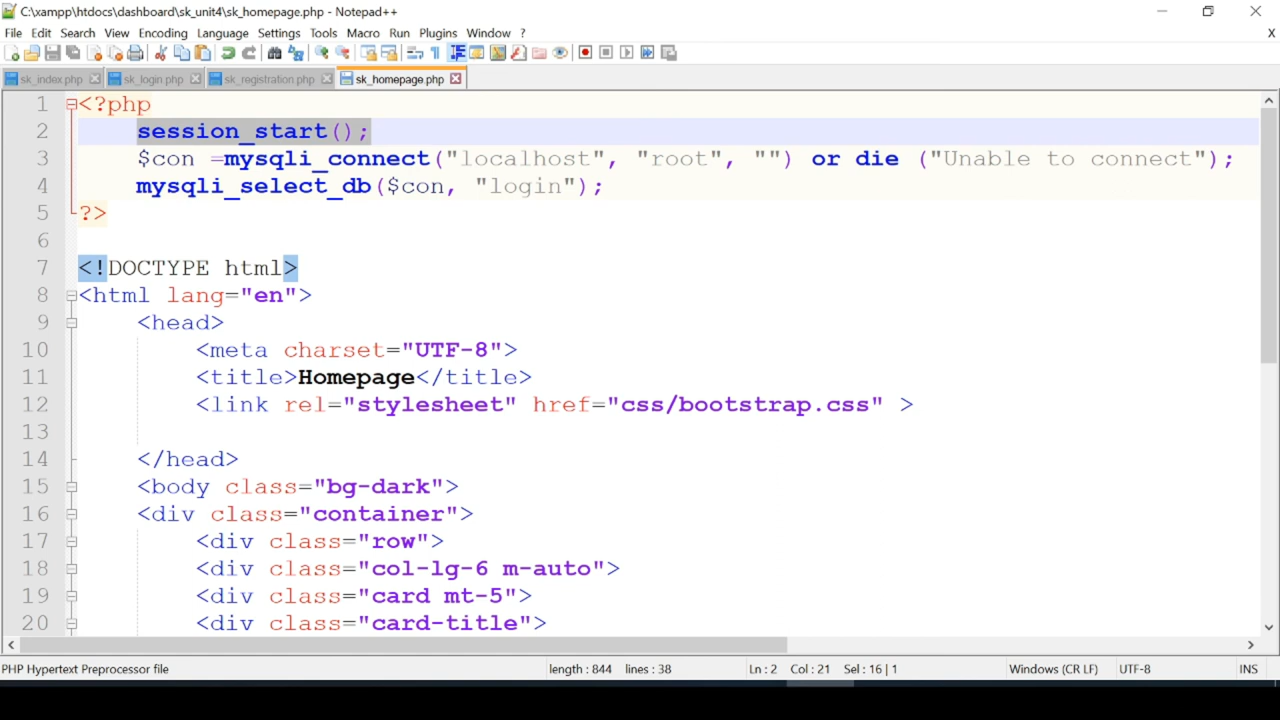 C:\xampp\htdocs\dashboard\sk_unit4\sk_homepage.php - Notepad++
File Edit Search View Encoding Language Settings Tools Macro Run Plugins Window ? X
sk_index.php sk_login.php sk_registration.php sk_homepage.php
1 <?php
2 session_start();
3 $con =mysqli_connect("localhost", "root", "") or die ("Unable to connect");
4 mysqli_select_db($con, "login");
5 ?>
6
7 <!DOCTYPE html>
8 <html lang="en">
9 <head>
10 <meta charset="UTF-8">
11 <title>Homepage</title>
12 <link rel="stylesheet" href="css/bootstrap.css" >
13
14 </head>
15 <body class="bg-dark">
16 <div class="container">
17 <div class="row">
18 <div class="col-lg-6 m-auto">
19 <div class="card mt-5">
20 <div class="card-title">
PHP Hypertext Preprocessor file length : 844 lines : 38 Ln : 2 Col : 21 Sel : 16 | 1 Windows (CR LF) UTF-8 INS